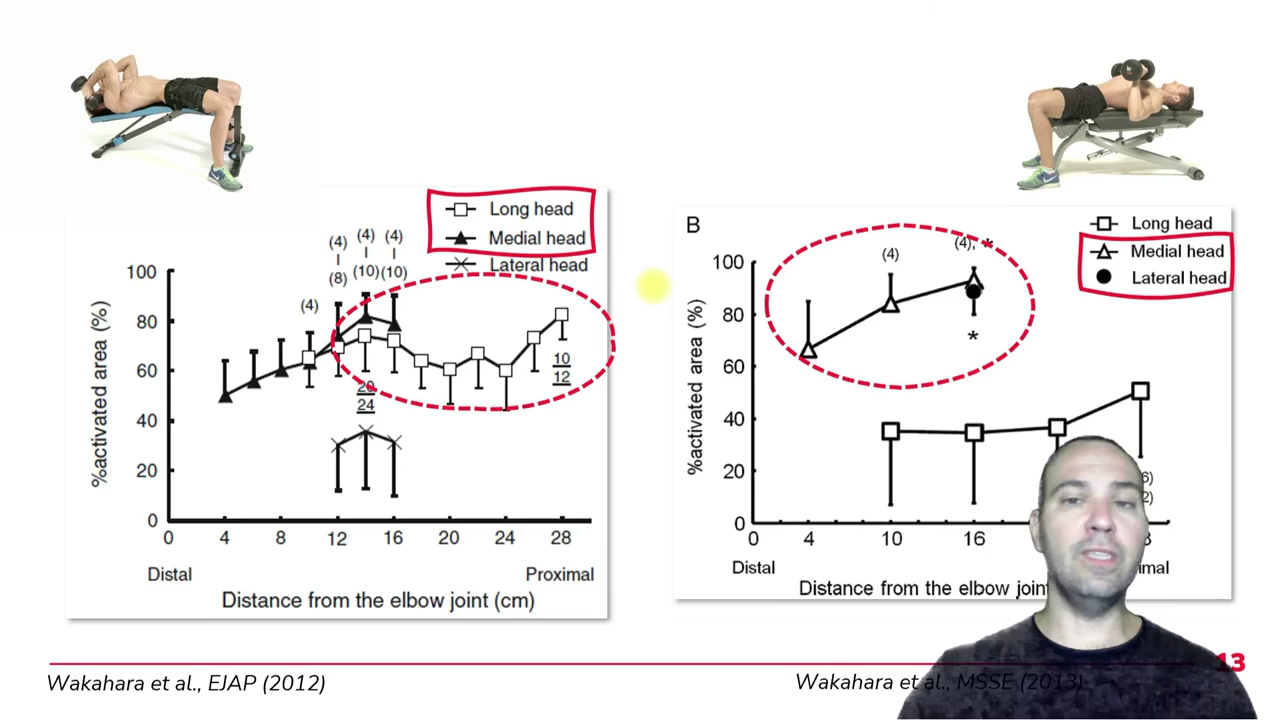 Long head
Medial head
Lateral head
(4) (4) (4)
(8) (10) (10)
(4)
100
80
60
40
20
0
%activated area (%)
20
24
10
12
0 4 8 10 12 16 20 24 28
Distal Proximal
Distance from the elbow joint (cm)
B
Long head
Medial head
Lateral head
(4) (4), *
*
100
80
60
40
20
0
%activated area (%)
0 4 10 16
Distal
Distance from the elbow joint
13
Wakahara et al., EJAP (2012)
Wakahara et al., MSSE (2013)